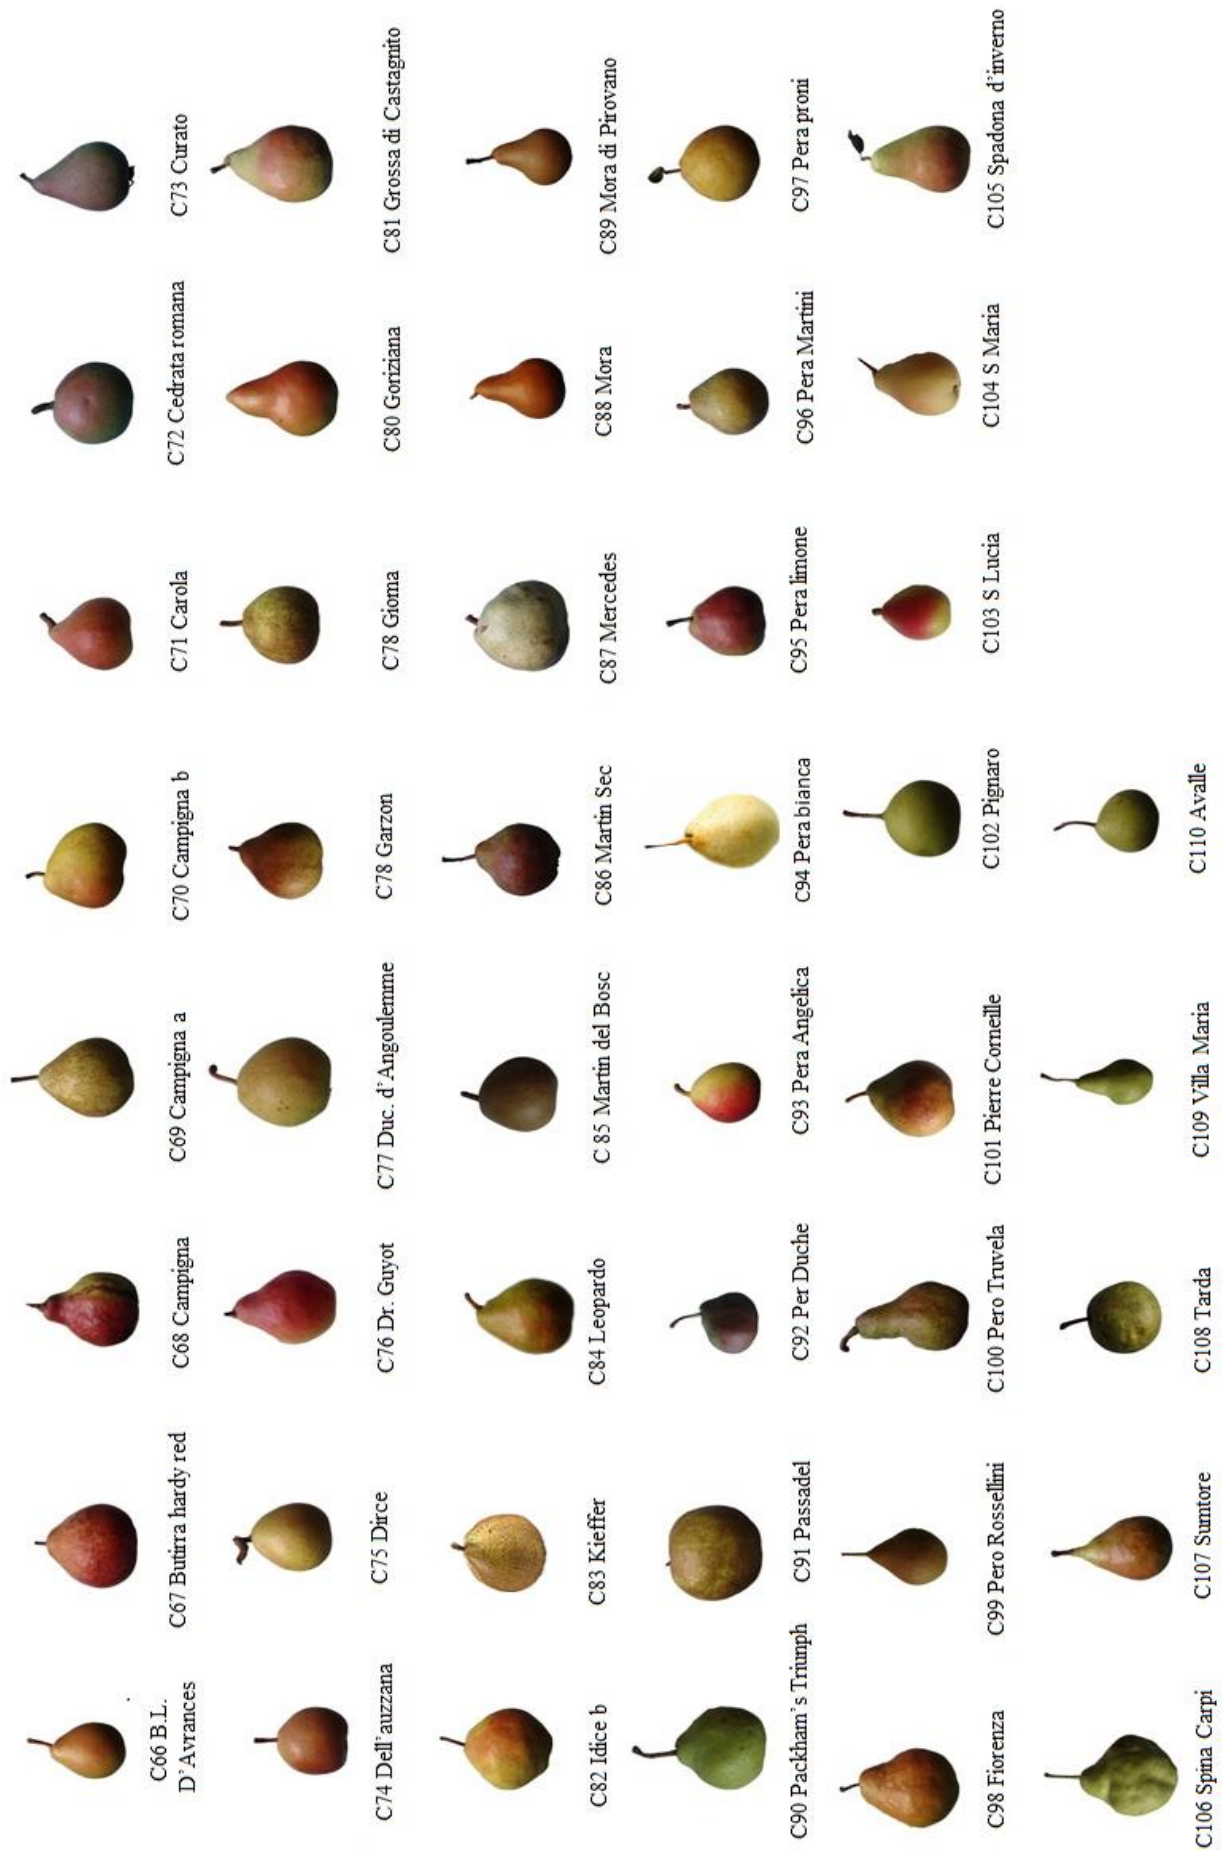 C66 B.L.
D'Avrances
C67 Butirra hardy red
C68 Campigna
C69 Campigna a
C70 Campigna b
C71 Carola
C72 Cedrata romana
C73 Curato
C74 Dell'auzzana
C75 Dirce
C76 Dr. Guyot
C77 Duc. d'Angoulemme
C78 Garzon
C78 Gioma
C80 Goriziana
C81 Grossa di Castagnito
C82 Idice b
C83 Kieffer
C84 Leopardo
C 85 Martin del Bosc
C86 Martin Sec
C87 Mercedes
C88 Mora
C89 Mora di Pirovano
C90 Packham's Triunph
C91 Passadel
C92 Per Duche
C93 Pera Angelica
C94 Pera bianca
C95 Pera limone
C96 Pera Martini
C97 Pera proni
C98 Fiorenza
C99 Pero Rossellini
C100 Pero Truvela
C101 Pierre Corneille
C102 Pignaro
C103 S Lucia
C104 S Maria
C105 Spadona d'inverno
C106 Spina Carpi
C107 Sumtore
C108 Tarda
C109 Villa Maria
C110 Avalle